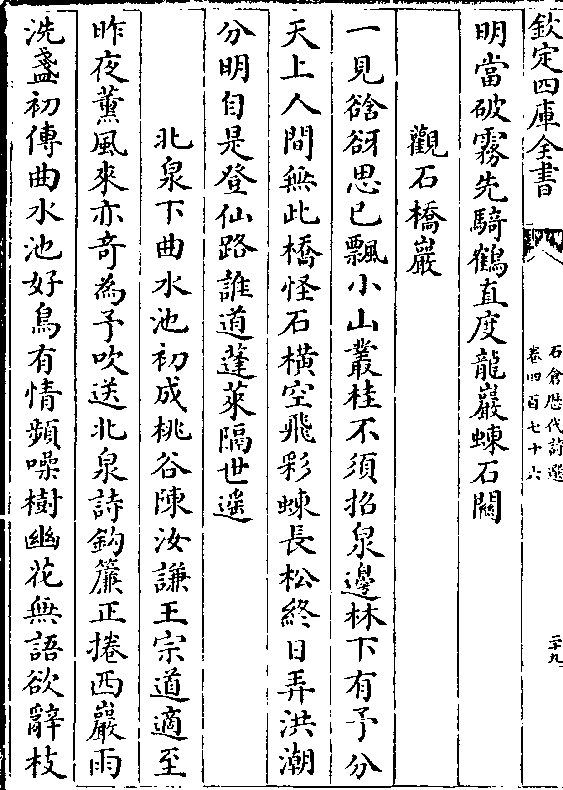 欽定四庫全書
石倉歷代詩選
卷四百七十六
二十九
明當破霧先騎鶴直度龍巖蝀石關
觀石橋巖
一見谽谺思已飄小山叢桂不須招泉邊林下有予分
天上人間無此橋怪石橫空飛彩蝀長松終日弄洪潮
分明自是登仙路誰道蓬萊隔世遙
北泉下曲水池初成桃谷陳汝謙王宗道適至
昨夜薰風來亦奇為予吹送北泉詩鈎簾正捲西巖雨
洗盞初傳曲水池好鳥有情頻噪樹幽花無語欲辭枝